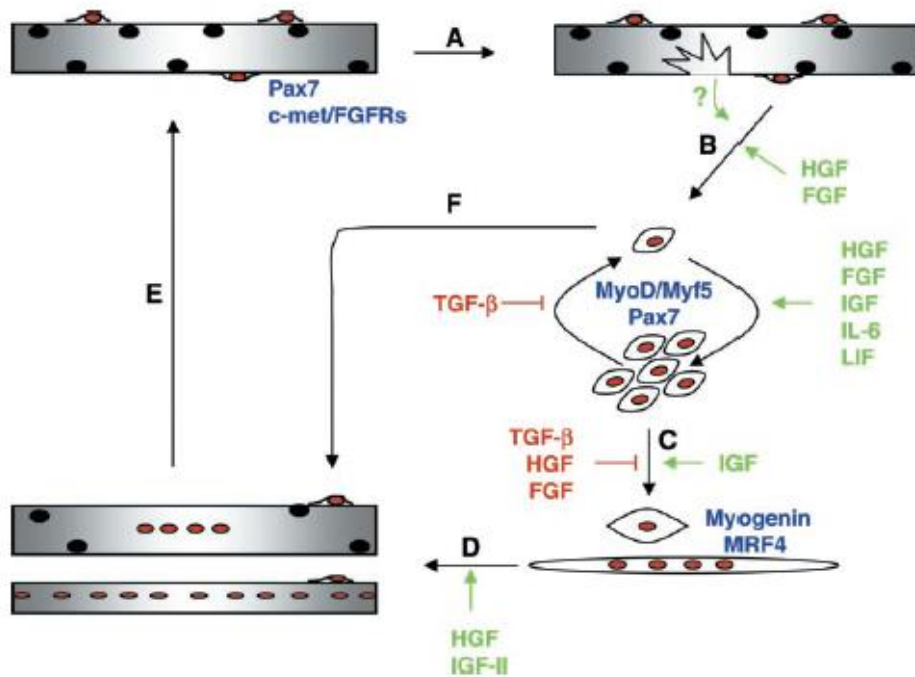 A
Pax7
c-met/FGFRs
?
B
HGF
FGF
F
E
TGF-β
MyoD/Myf5
Pax7
HGF
FGF
IGF
IL-6
LIF
TGF-β
HGF
FGF
C
IGF
Myogenin
MRF4
D
HGF
IGF-II